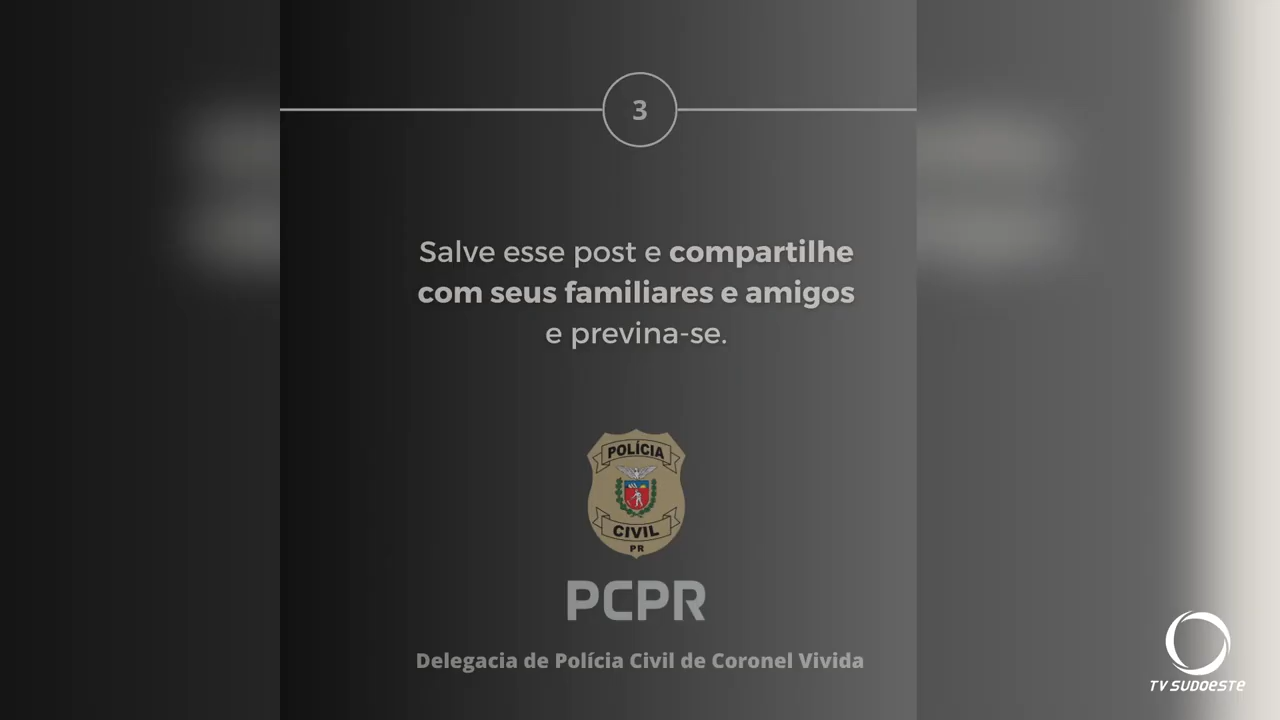 3
Salve esse post e compartilhe
com seus familiares e amigos
e previna-se.
POLÍCIA
CIVIL
PR
PCPR
Delegacia de Polícia Civil de Coronel Vivida
TV SUDOESTE